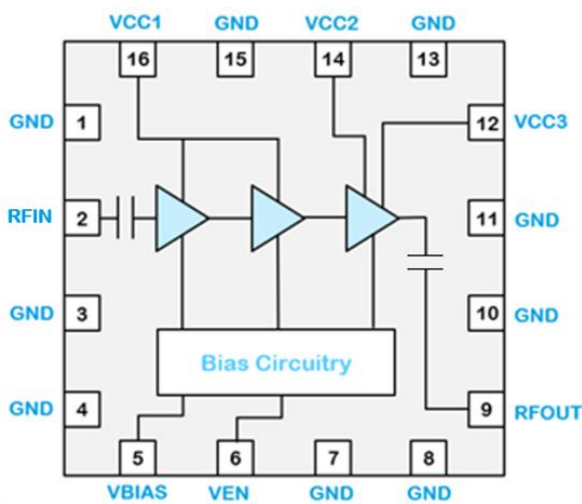 VCC1 GND VCC2 GND
16 15 14 13
GND 1 12 VCC3
RFIN 2 11 GND
GND 3 10 GND
Bias Circuitry
GND 4 9 RFOUT
5 6 7 8
VBIAS VEN GND GND